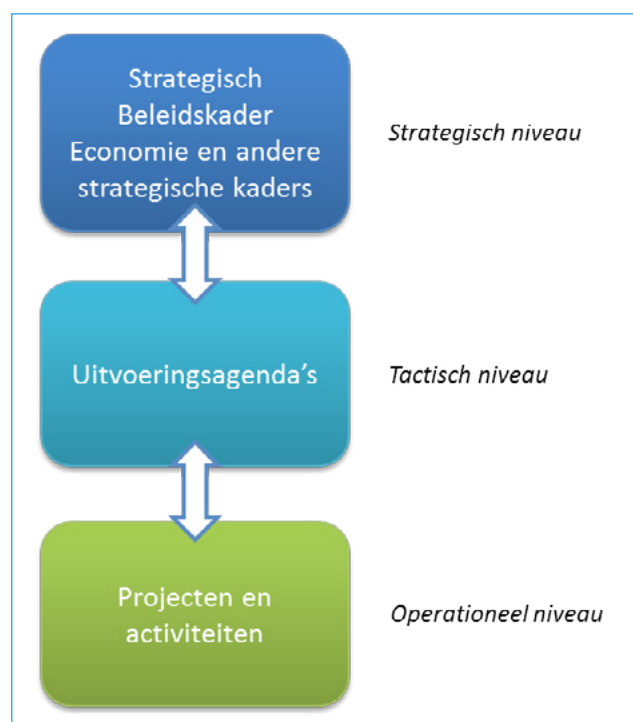 Strategisch
Beleidskader
Economie en andere
strategische kaders
Strategisch niveau
Uitvoeringsagenda’s
Tactisch niveau
Projecten en
activiteiten
Operationeel niveau